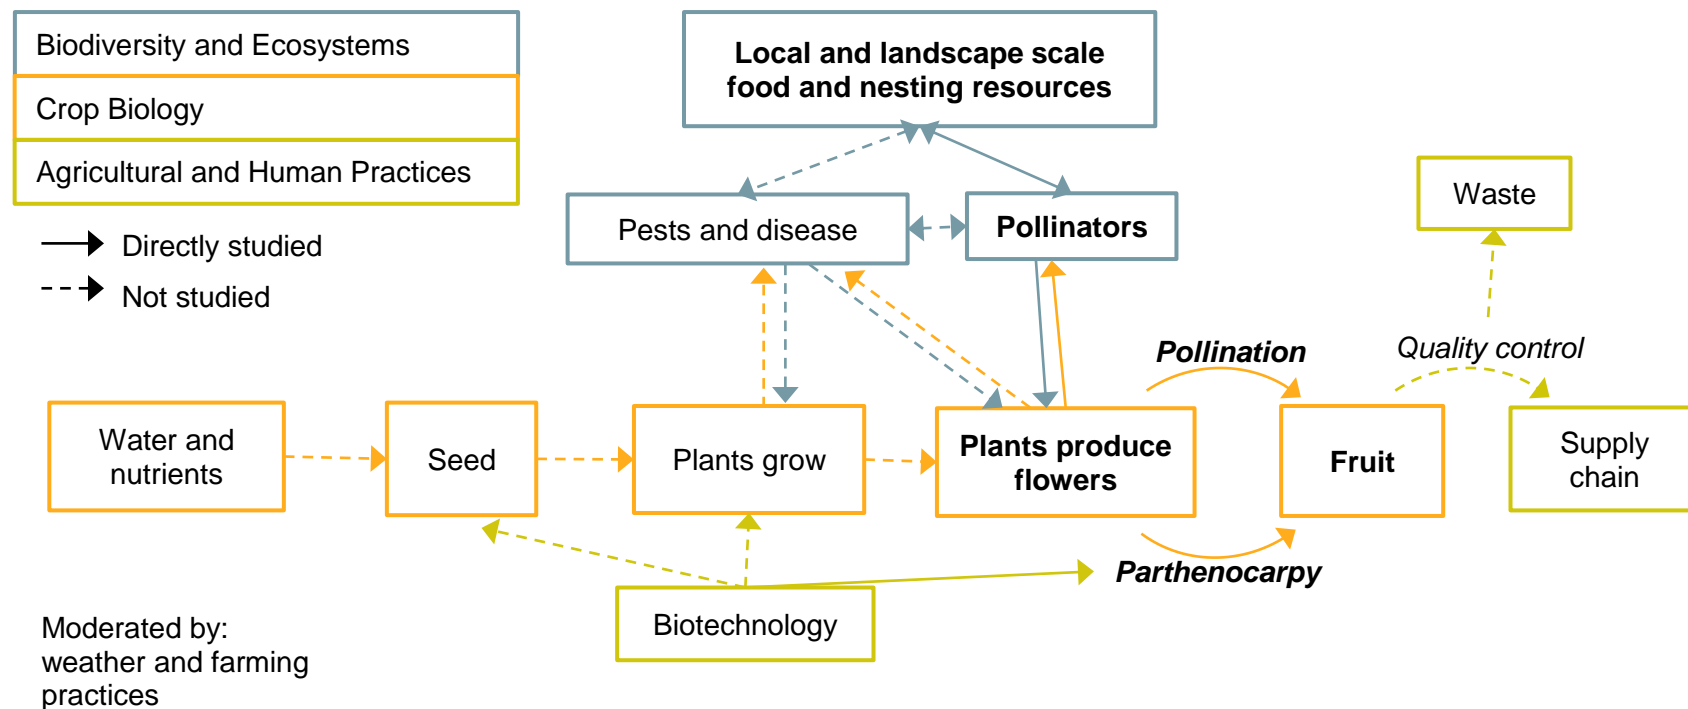 Biodiversity and Ecosystems
Crop Biology
Agricultural and Human Practices
Directly studied
Not studied
Local and landscape scale
food and nesting resources
Pests and disease
Pollinators
Waste
Pollination
Quality control
Water and
nutrients
Seed
Plants grow
Plants produce
flowers
Fruit
Supply
chain
Parthenocarpy
Biotechnology
Moderated by:
weather and farming
practices